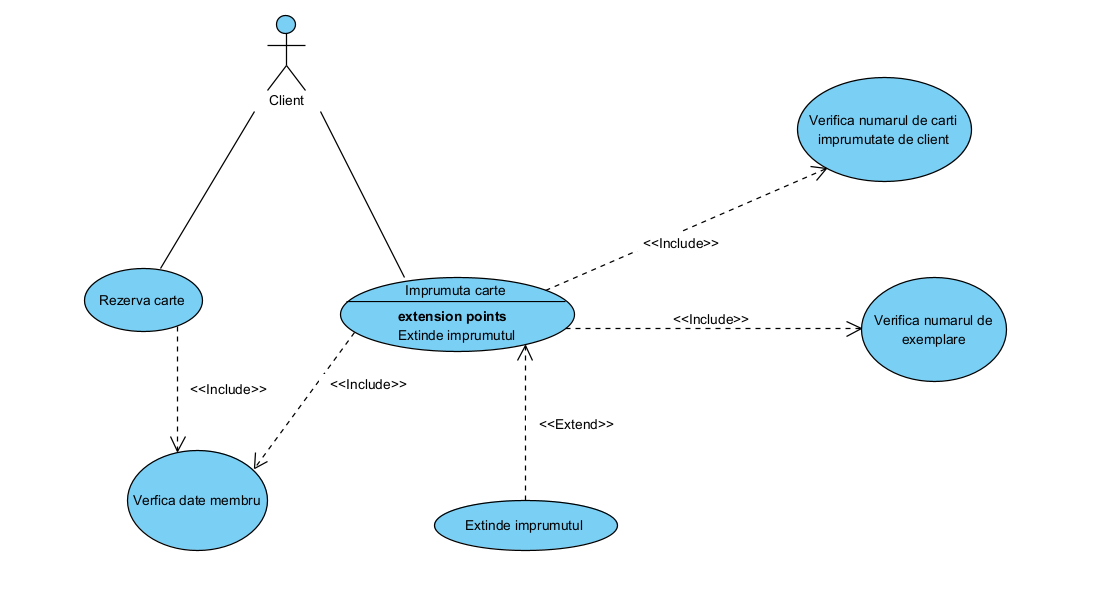 Client
Verifica numarul de carti
imprumutate de client
<<Include>>
Rezerva carte
Imprumuta carte
extension points
Extinde imprumutul
<<Include>>
Verifica numarul de
exemplare
<<Include>>
<<Include>>
<<Extend>>
Verfica date membru
Extinde imprumutul